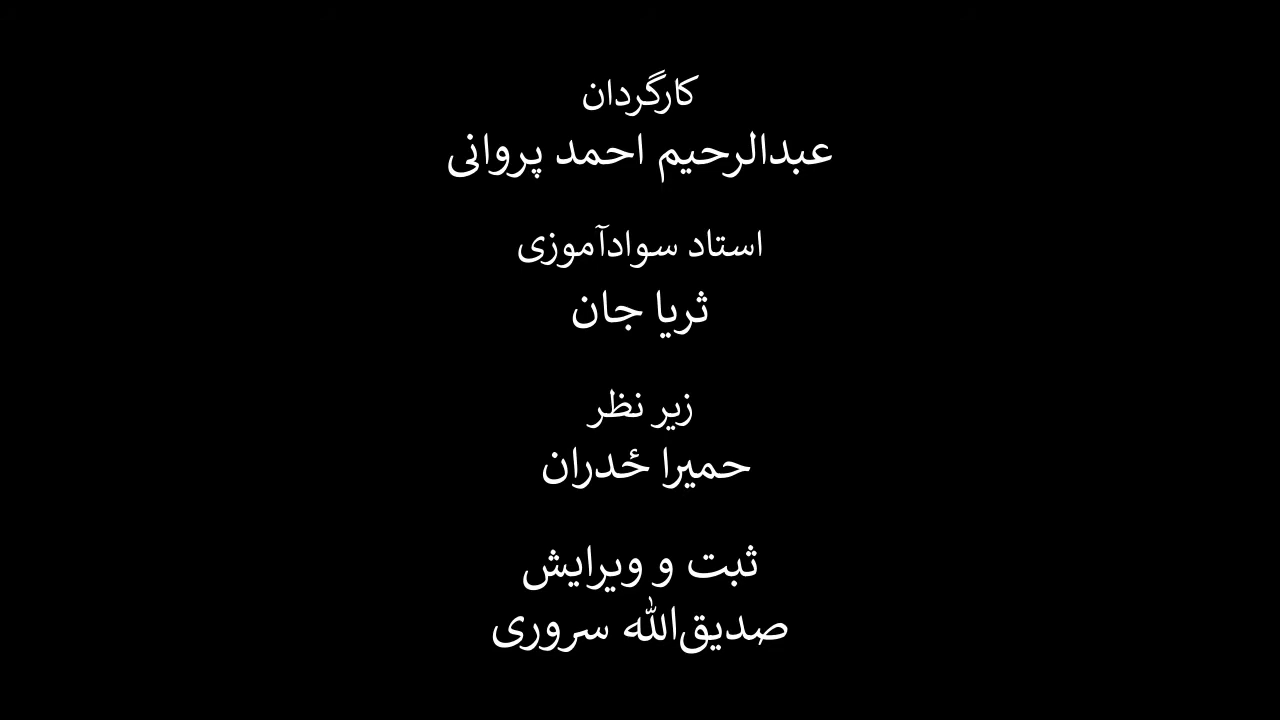 کارگردان
عبدالرحیم احمد پروانی
استاد سوادآموزی
ثریا جان
زیر نظر
حمیرا ځدران
ثبت و ویرایش
صدیق‌الله سروری